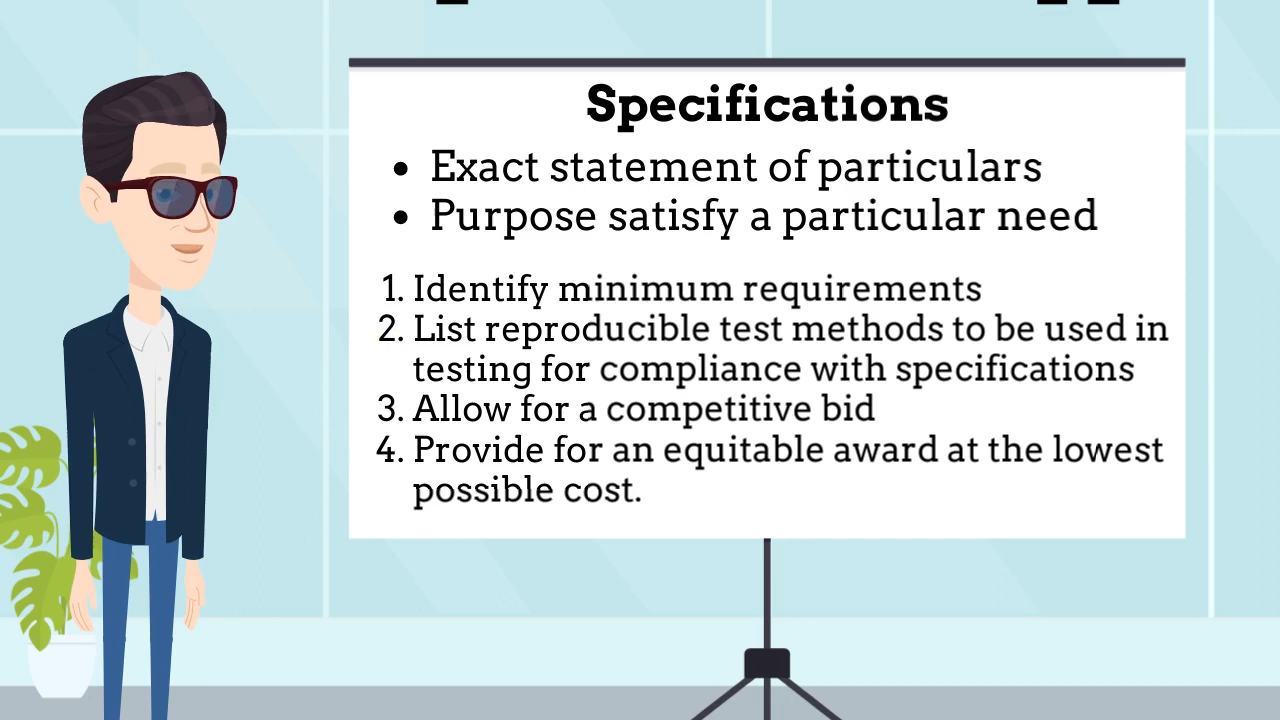 Specifications
• Exact statement of particulars
• Purpose satisfy a particular need
1. Identify minimum requirements
2. List reproducible test methods to be used in
testing for compliance with specifications
3. Allow for a competitive bid
4. Provide for an equitable award at the lowest
possible cost.